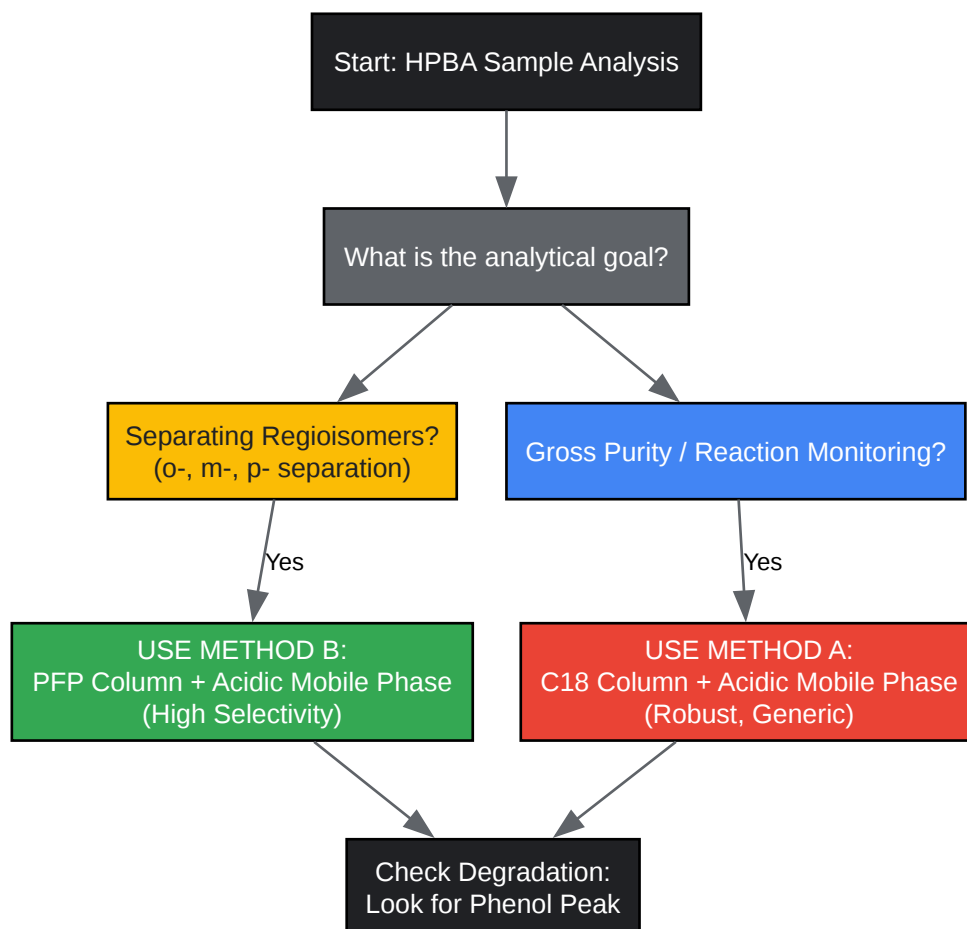 Start: HPBA Sample Analysis
What is the analytical goal?
Separating Regioisomers?
(o-, m-, p- separation)
Gross Purity / Reaction Monitoring?
Yes
Yes
USE METHOD B:
PFP Column + Acidic Mobile Phase
(High Selectivity)
USE METHOD A:
C18 Column + Acidic Mobile Phase
(Robust, Generic)
Check Degradation:
Look for Phenol Peak